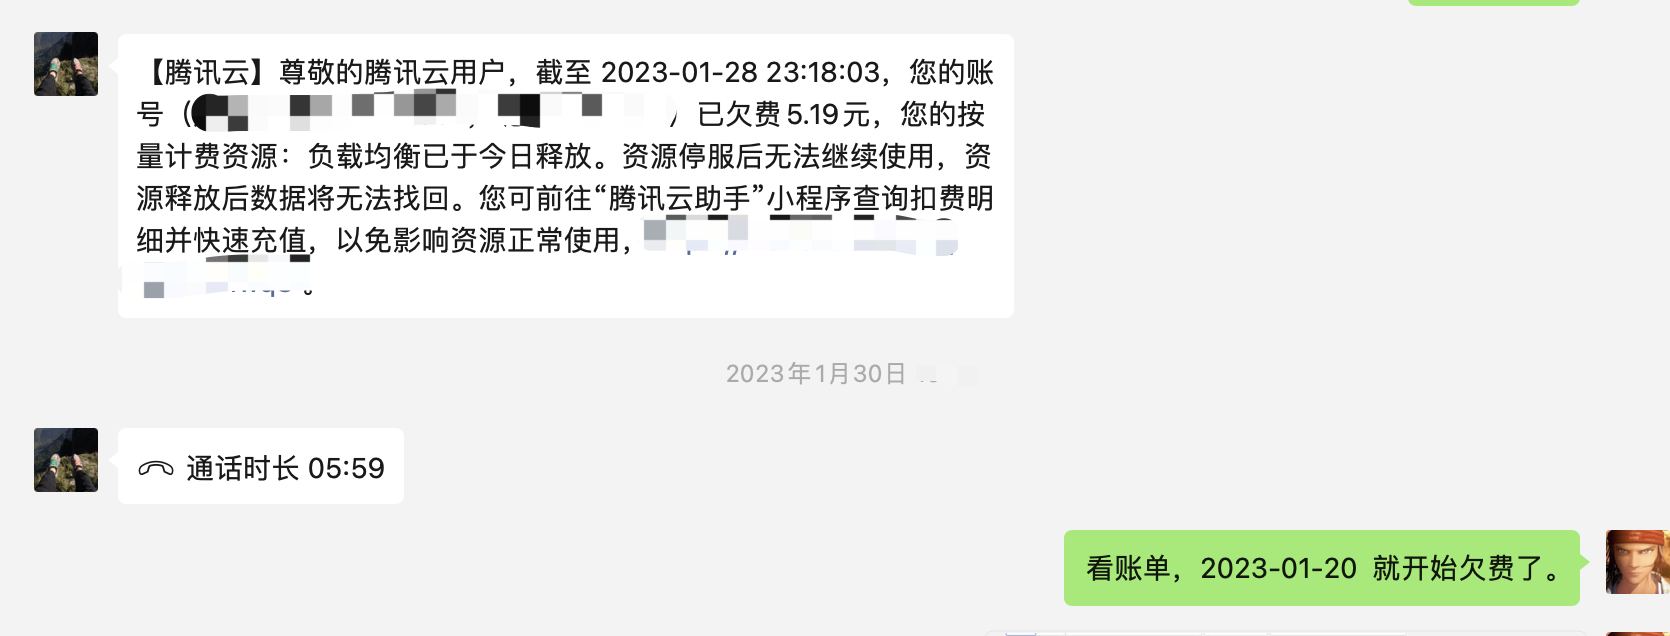 【腾讯云】尊敬的腾讯云用户，截至 2023-01-28 23:18:03，您的账
号（
）已欠费 5.19 元，您的按
量计费资源：负载均衡已于今日释放。资源停服后无法继续使用，资
源释放后数据将无法找回。您可前往“腾讯云助手”小程序查询扣费明
细并快速充值，以免影响资源正常使用，
。
2023年1月30日
通话时长 05:59
看账单，2023-01-20 就开始欠费了。